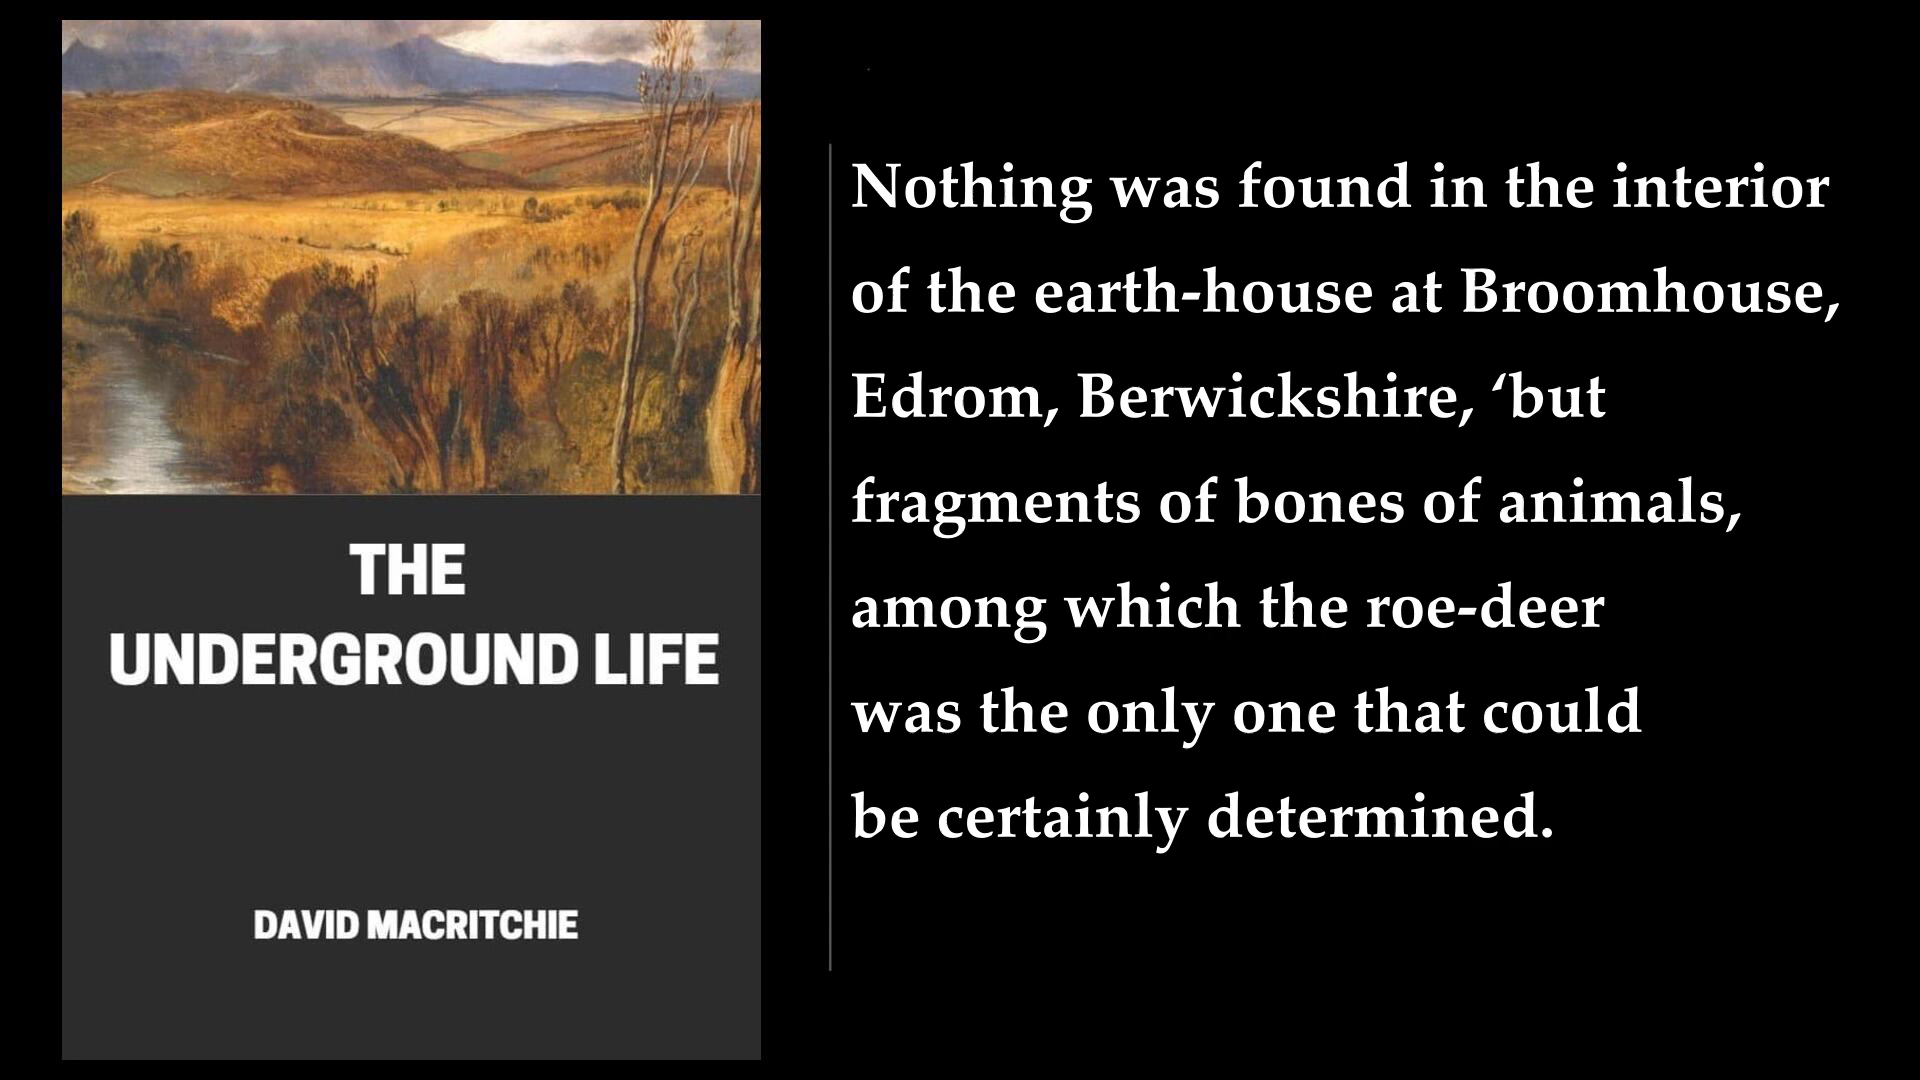 THE
UNDERGROUND LIFE
DAVID MACRITCHIE
Nothing was found in the interior
of the earth-house at Broomhouse,
Edrom, Berwickshire, ‘but
fragments of bones of animals,
among which the roe-deer
was the only one that could
be certainly determined.